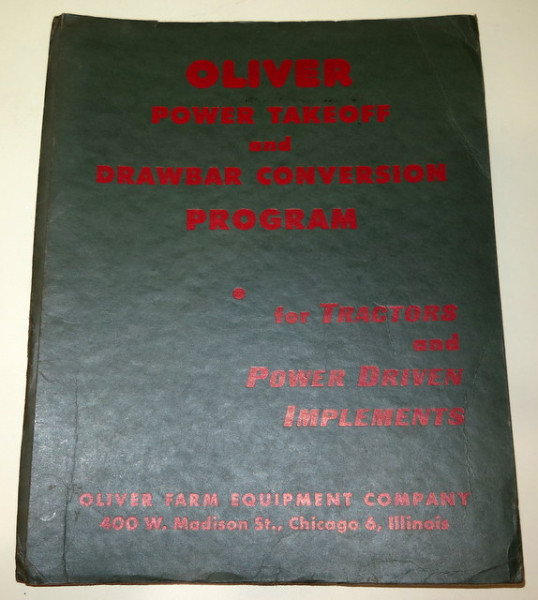 OLIVER
POWER TAKEOFF
and
DRAWBAR CONVERSION
PROGRAM
for TRACTORS
and
POWER DRIVEN
IMPLEMENTS
OLIVER FARM EQUIPMENT COMPANY
400 W. Madison St., Chicago 6, Illinois